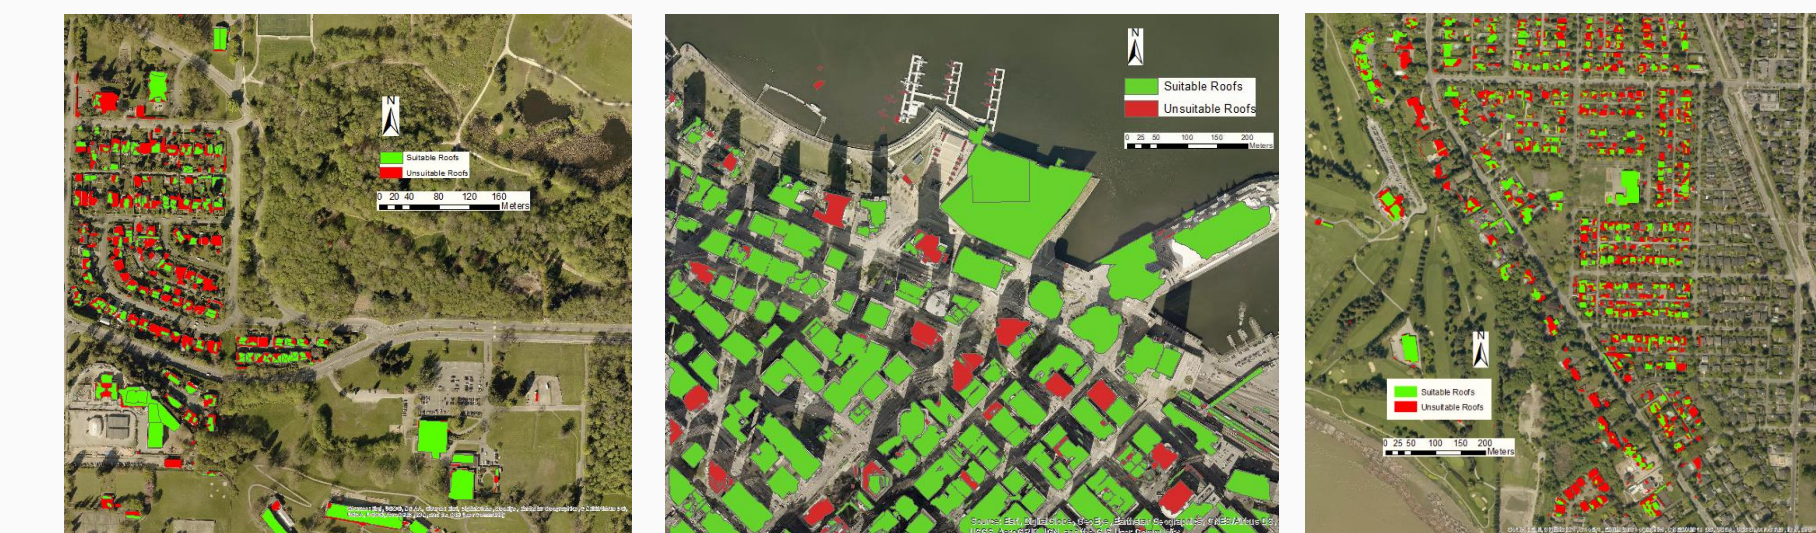 N
Suitable Roofs
Unsuitable Roofs
0 20 40 80 120 160
Meters
N
Suitable Roofs
Unsuitable Roofs
0 25 50 100 150 200
Meters
Source: Esri, DigitalGlobe, GeoEye, Earthstar Geographics, CNES/Airbus DS,
N
Suitable Roofs
Unsuitable Roofs
0 25 50 100 150 200
Meters